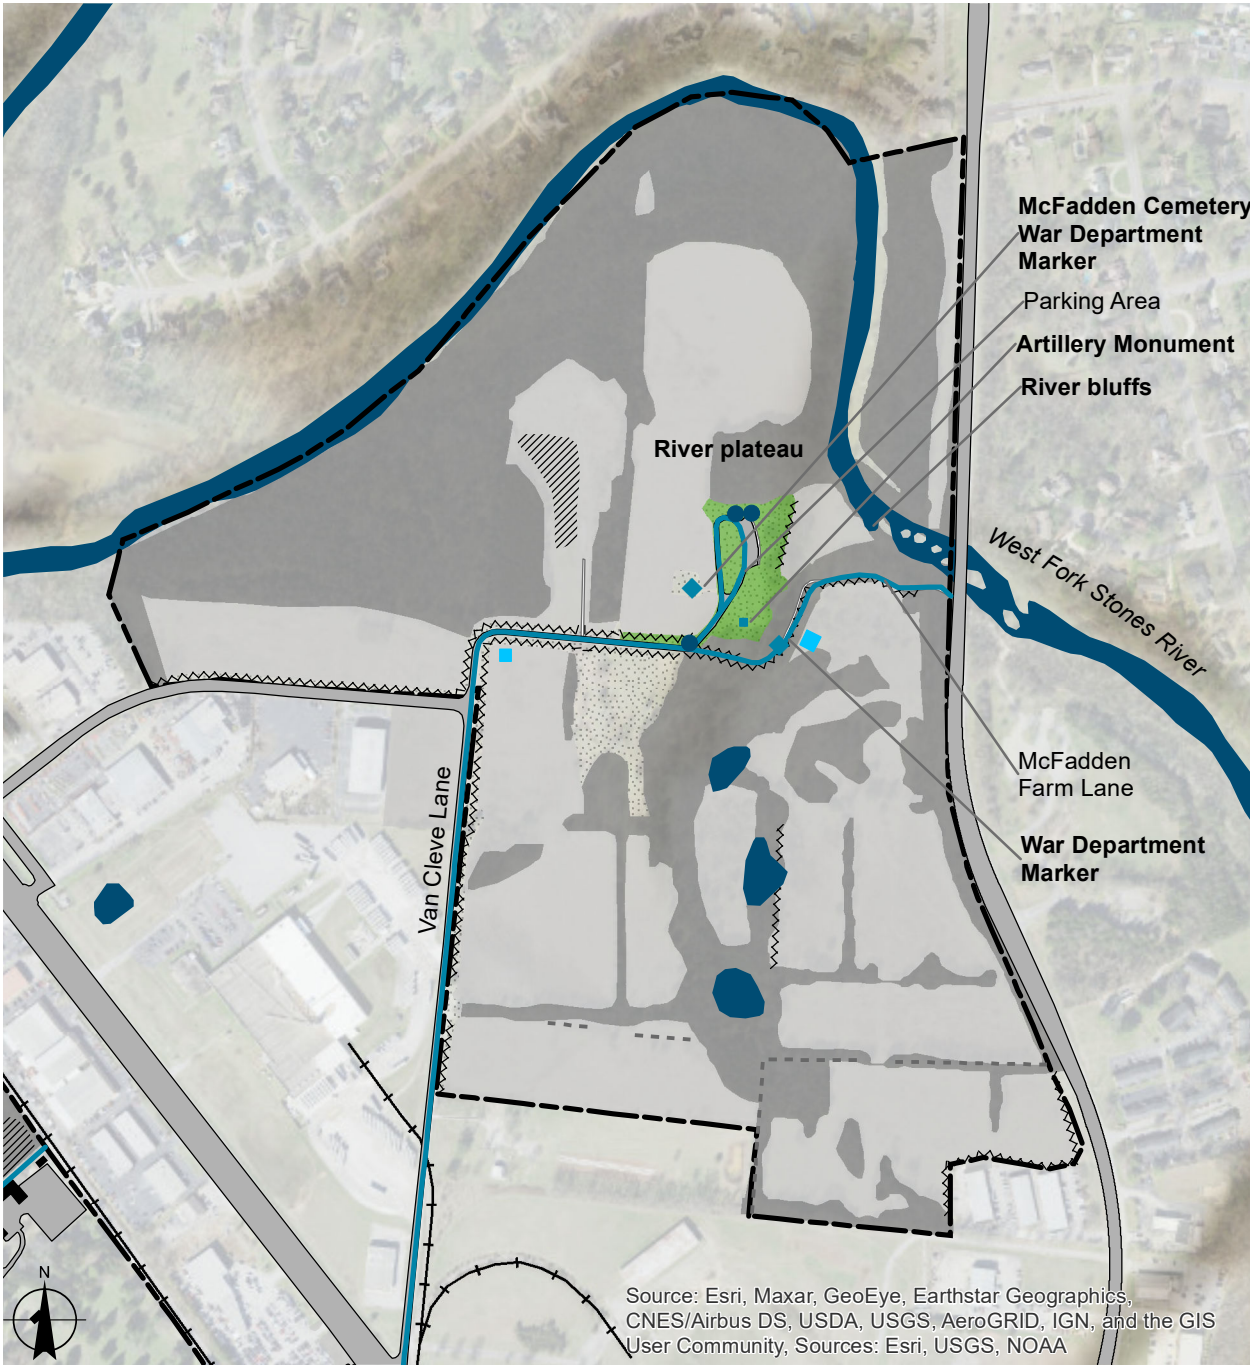 McFadden Cemetery
War Department
Marker
Parking Area
Artillery Monument
River bluffs
River plateau
West Fork Stones River
McFadden
Farm Lane
War Department
Marker
Van Cleve Lane
N
Source: Esri, Maxar, GeoEye, Earthstar Geographics,
CNES/Airbus DS, USDA, USGS, AeroGRID, IGN, and the GIS
User Community, Sources: Esri, USGS, NOAA